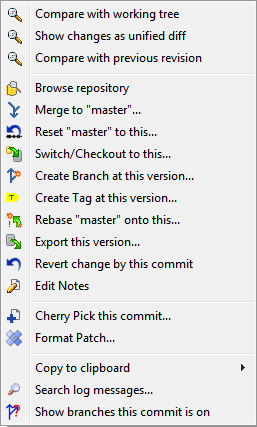 Compare with working tree
Show changes as unified diff
Compare with previous revision
Browse repository
Merge to "master"...
Reset "master" to this...
Switch/Checkout to this...
Create Branch at this version...
Create Tag at this version...
Rebase "master" onto this...
Export this version...
Revert change by this commit
Edit Notes
Cherry Pick this commit...
Format Patch...
Copy to clipboard
Search log messages...
Show branches this commit is on